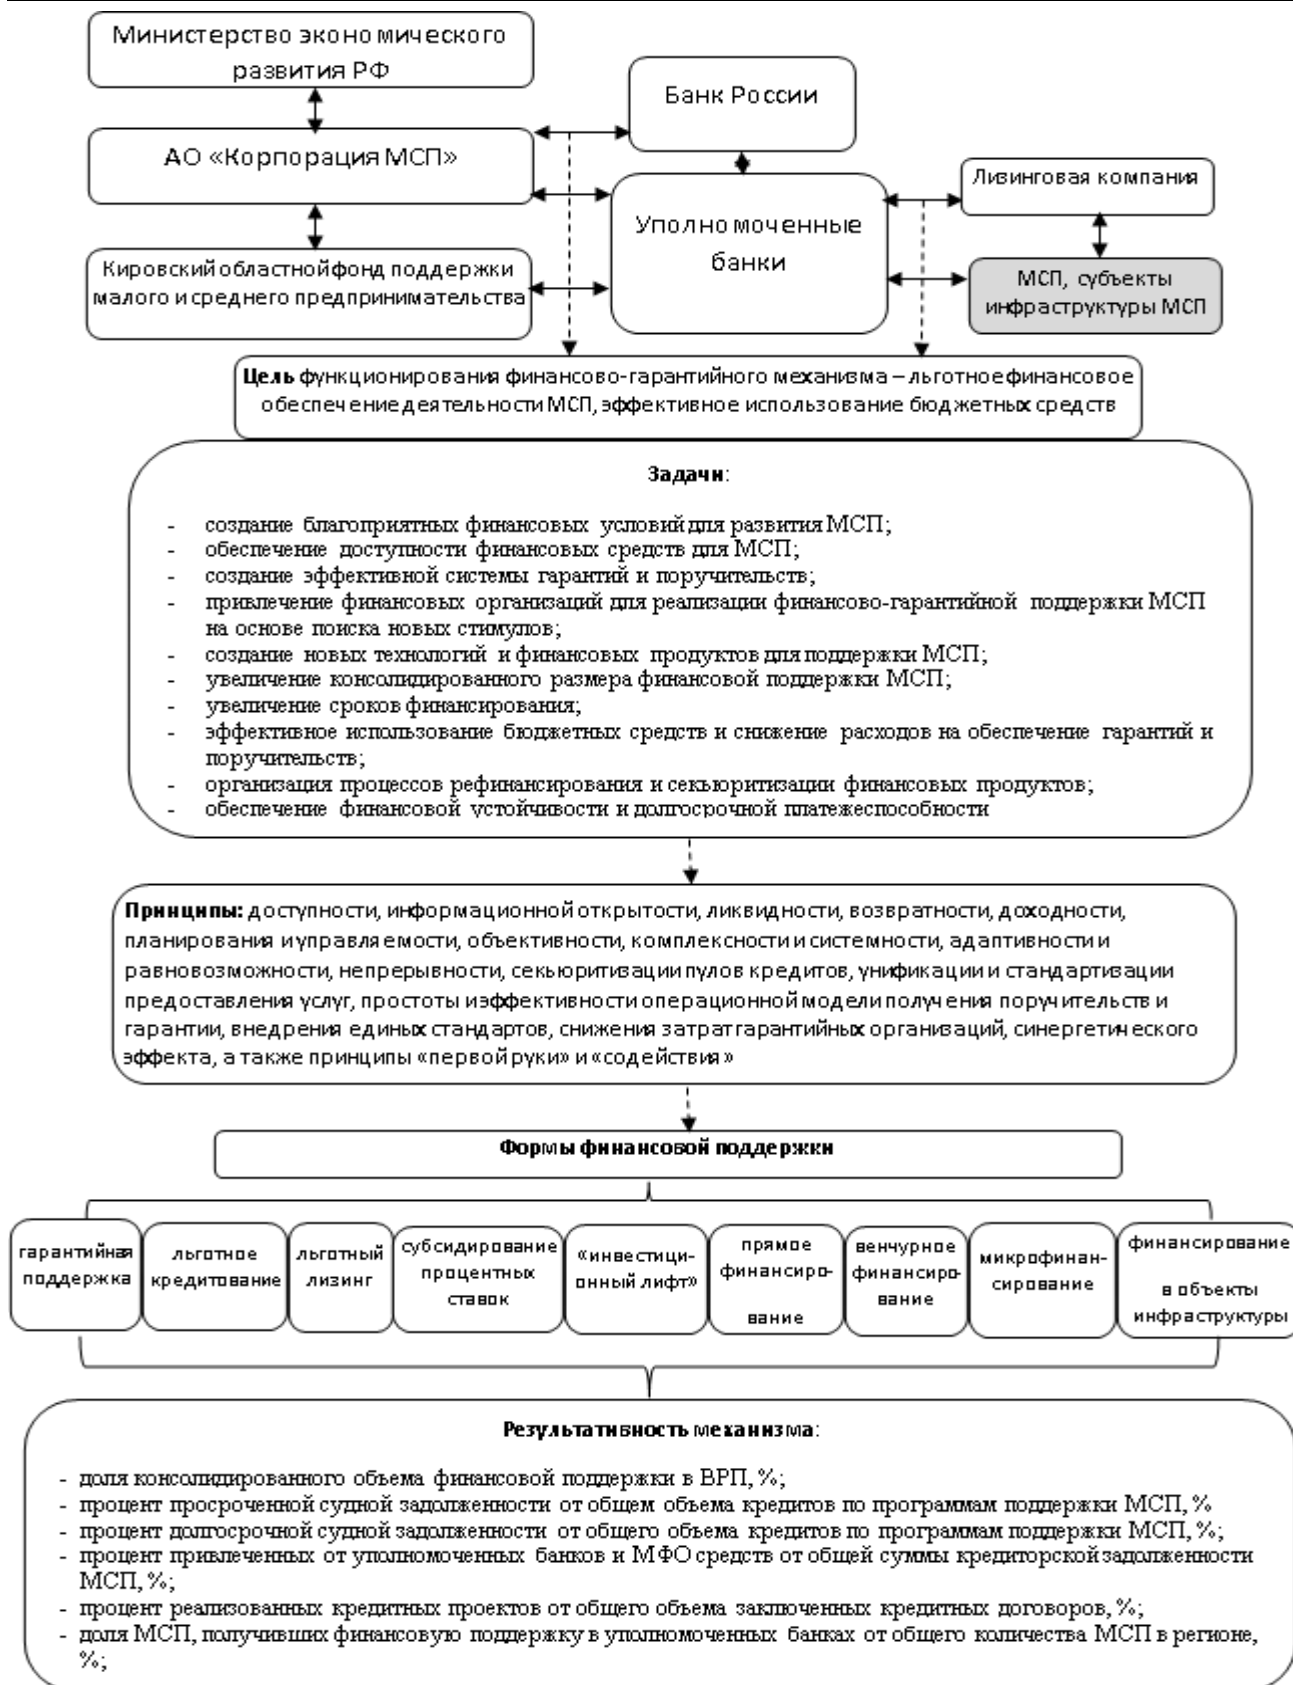 Министерство экономического
развития РФ
Банк России
АО «Корпорация МСП»
Лизинговая компания
Уполномоченные
банки
Кировский областной фонд поддержки
малого и среднего предпринимательства
МСП, субъекты
инфраструктуры МСП
Цель функционирования финансово-гарантийного механизма – льготное финансовое
обеспечение деятельности МСП, эффективное использование бюджетных средств
Задачи:
- создание благоприятных финансовых условий для развития МСП;
- обеспечение доступности финансовых средств для МСП;
- создание эффективной системы гарантий и поручительств;
- привлечение финансовых организаций для реализации финансово-гарантийной поддержки МСП
на основе поиска новых стимулов;
- создание новых технологий и финансовых продуктов для поддержки МСП;
- увеличение консолидированного размера финансовой поддержки МСП;
- увеличение сроков финансирования;
- эффективное использование бюджетных средств и снижение расходов на обеспечение гарантий и
поручительств;
- организация процессов рефинансирования и секьюритизации финансовых продуктов;
- обеспечение финансовой устойчивости и долгосрочной платежеспособности
Принципы: доступности, информационной открытости, ликвидности, возвратности, доходности,
планирования и управляемости, объективности, комплексности и системности, адаптивности и
равновозможности, непрерывности, секьюритизации пулов кредитов, унификации и стандартизации
предоставления услуг, простоты и эффективности операционной модели получения поручительств и
гарантии, внедрения единых стандартов, снижения затрат гарантийных организаций, синергетического
эффекта, а также принципы «первой руки» и «содействия»
Формы финансовой поддержки
гарантийная
поддержка
льготное
кредитование
льготный
лизинг
субсидирование
процентных
ставок
«инвестици-
онный лифт»
прямое
финансиро-
вание
венчурное
финансиро-
вание
микрофинан-
сирование
финансирование
в объекты
инфраструктуры
Результативность механизма:
- доля консолидированного объема финансовой поддержки в ВРП, %;
- процент просроченной судной задолженности от общем объема кредитов по программам поддержки МСП, %
- процент долгосрочной судной задолженности от общего объема кредитов по программам поддержки МСП, %;
- процент привлеченных от уполномоченных банков и МФО средств от общей суммы кредиторской задолженности
МСП, %;
- процент реализованных кредитных проектов от общего объема заключенных кредитных договоров, %;
- доля МСП, получивших финансовую поддержку в уполномоченных банках от общего количества МСП в регионе,
%;